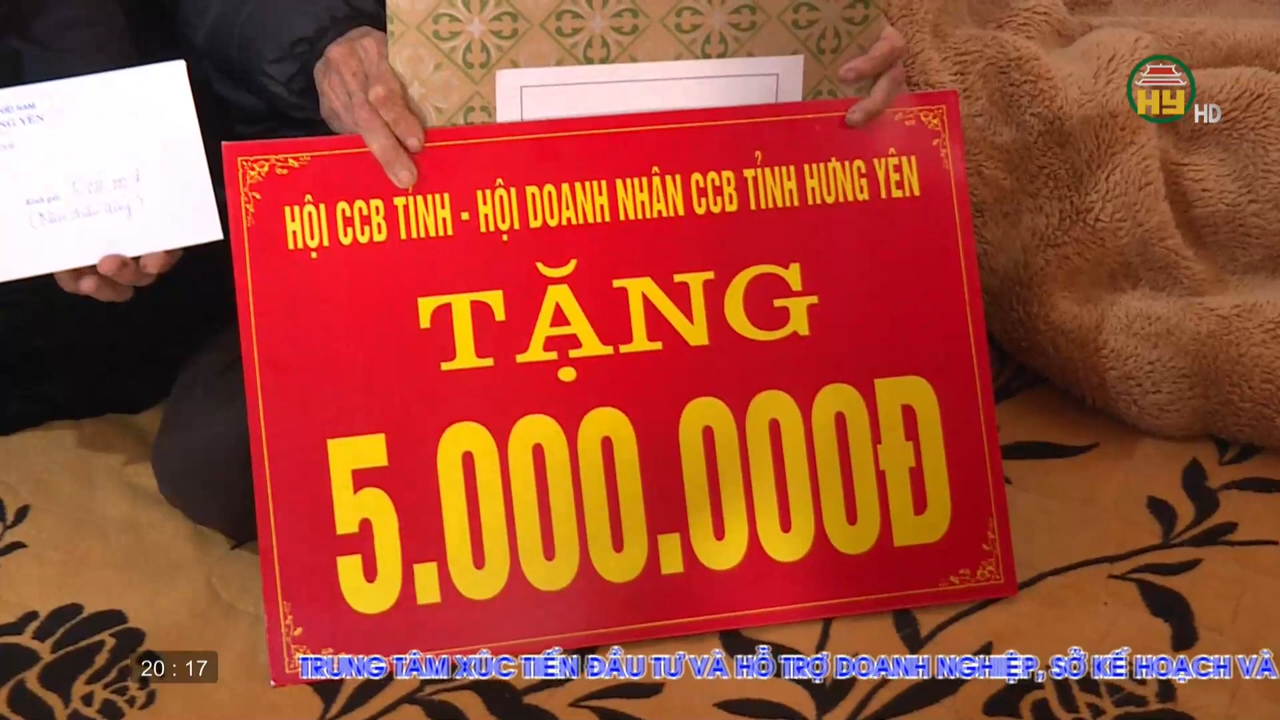 HY HD
HỘI CCB TỈNH - HỘI DOANH NHÂN CCB TỈNH HƯNG YÊN
TẶNG
5.000.000Đ
20 : 17
TRUNG TÂM XÚC TIẾN ĐẦU TƯ VÀ HỖ TRỢ DOANH NGHIỆP, SỞ KẾ HOẠCH VÀ